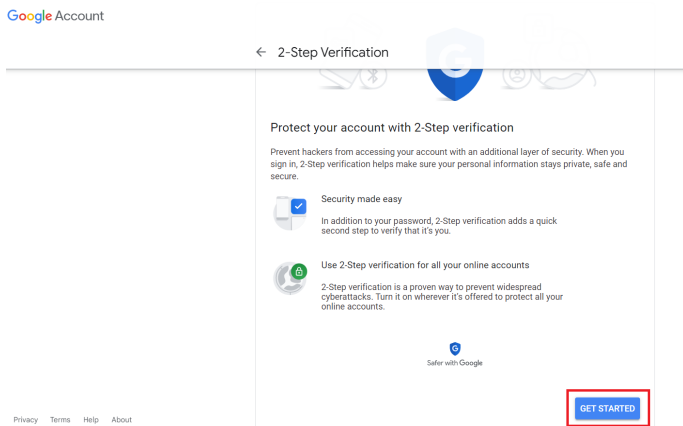 Google Account
← 2-Step Verification
Protect your account with 2-Step verification
Prevent hackers from accessing your account with an additional layer of security. When you
sign in, 2-Step verification helps make sure your personal information stays private, safe and
secure.
Security made easy
In addition to your password, 2-Step verification adds a quick
second step to verify that it's you.
Use 2-Step verification for all your online accounts
2-Step verification is a proven way to prevent widespread
cyberattacks. Turn it on wherever it's offered to protect all your
online accounts.
G
Safer with Google
GET STARTED
Privacy Terms Help About